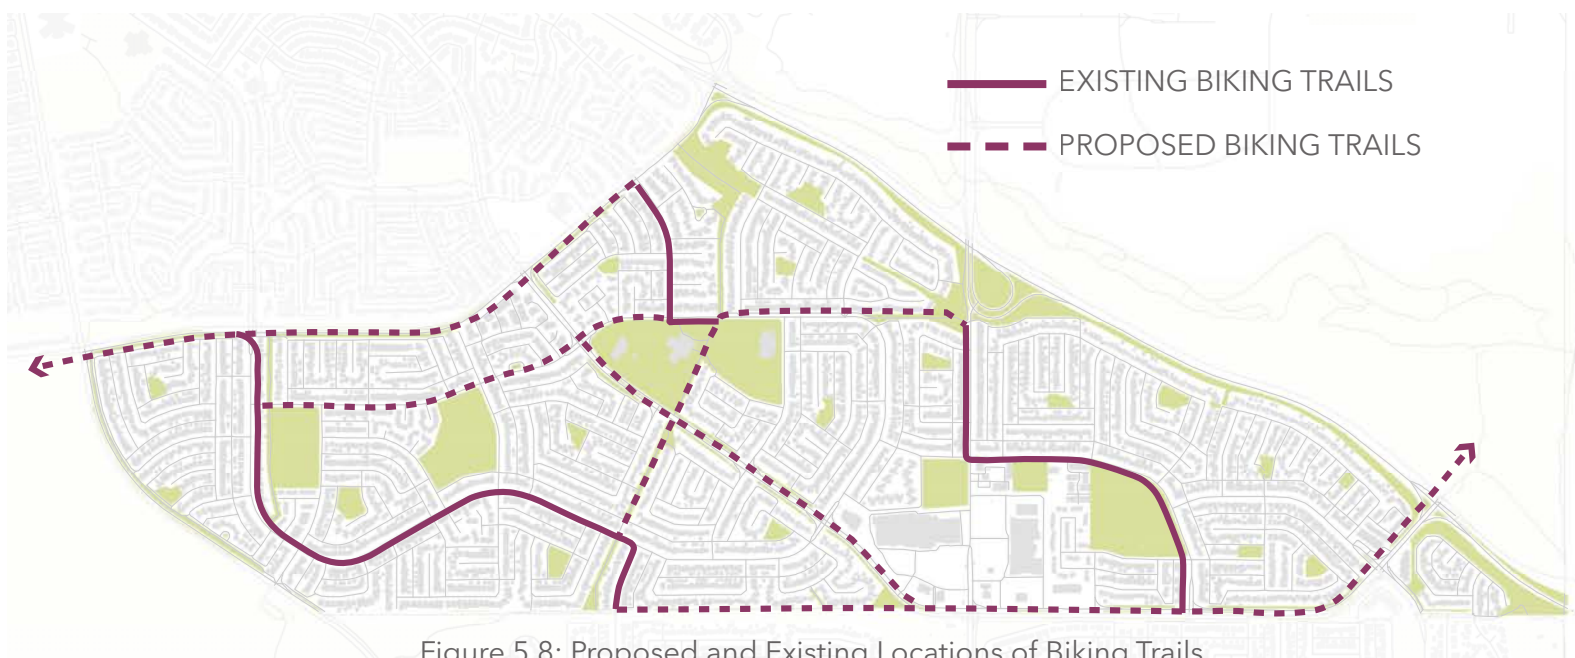 EXISTING BIKING TRAILS
PROPOSED BIKING TRAILS
Figure 5.8: Proposed and Existing Locations of Biking Trails